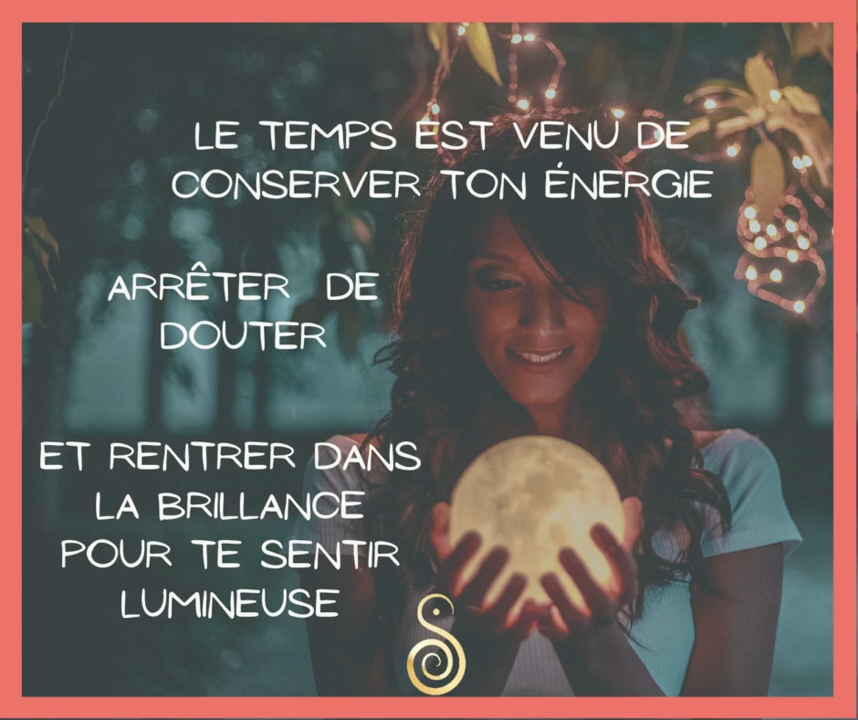 LE TEMPS EST VENU DE
CONSERVER TON ÉNERGIE
ARRÊTER DE
DOUTER
ET RENTRER DANS
LA BRILLANCE
POUR TE SENTIR
LUMINEUSE